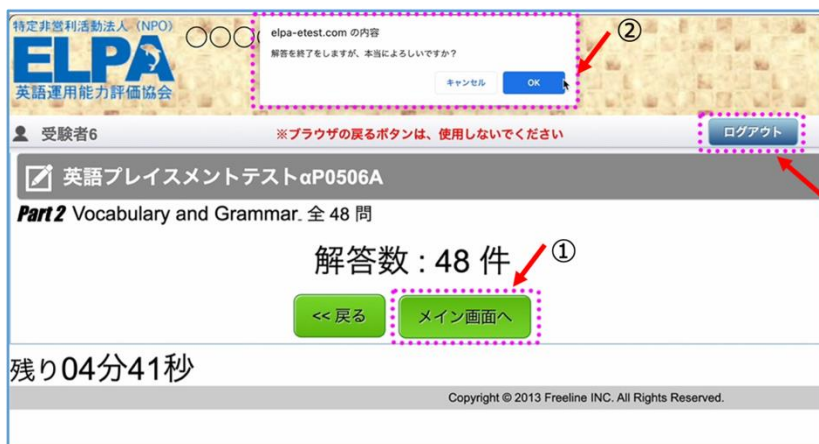 特定非営利活動法人（NPO）
ELPA
英語運用能力評価協会
〇〇〇
elpa-etest.com の内容
解答を終了をしますが、本当によろしいですか？
キャンセル
OK
②
受験者6
※ブラウザの戻るボタンは、使用しないでください
ログアウト
英語プレイスメントテストαP0506A
Part 2 Vocabulary and Grammar. 全 48 問
解答数 : 48 件
①
<< 戻る
メイン画面へ
残り04分41秒
Copyright © 2013 Freeline INC. All Rights Reserved.